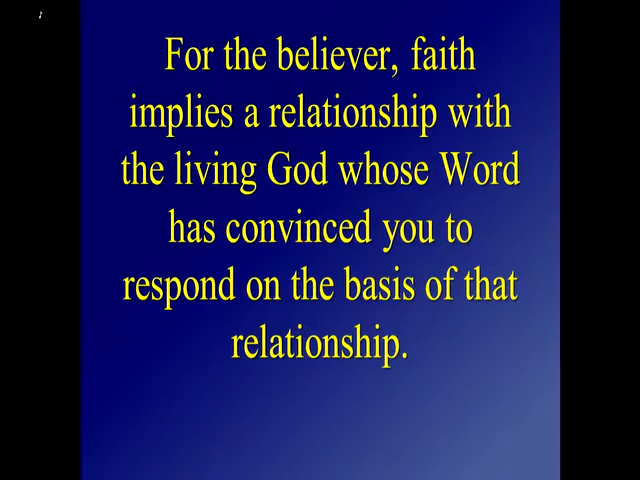 For the believer, faith
implies a relationship with
the living God whose Word
has convinced you to
respond on the basis of that
relationship.